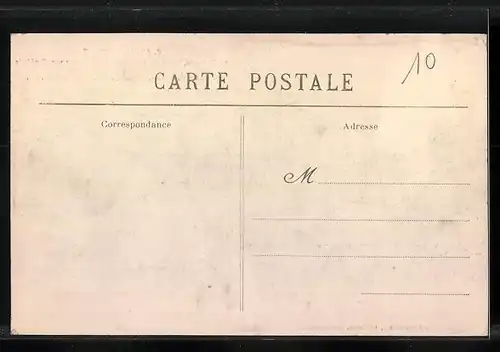 10
CARTE POSTALE
Correspondance
Adresse
M